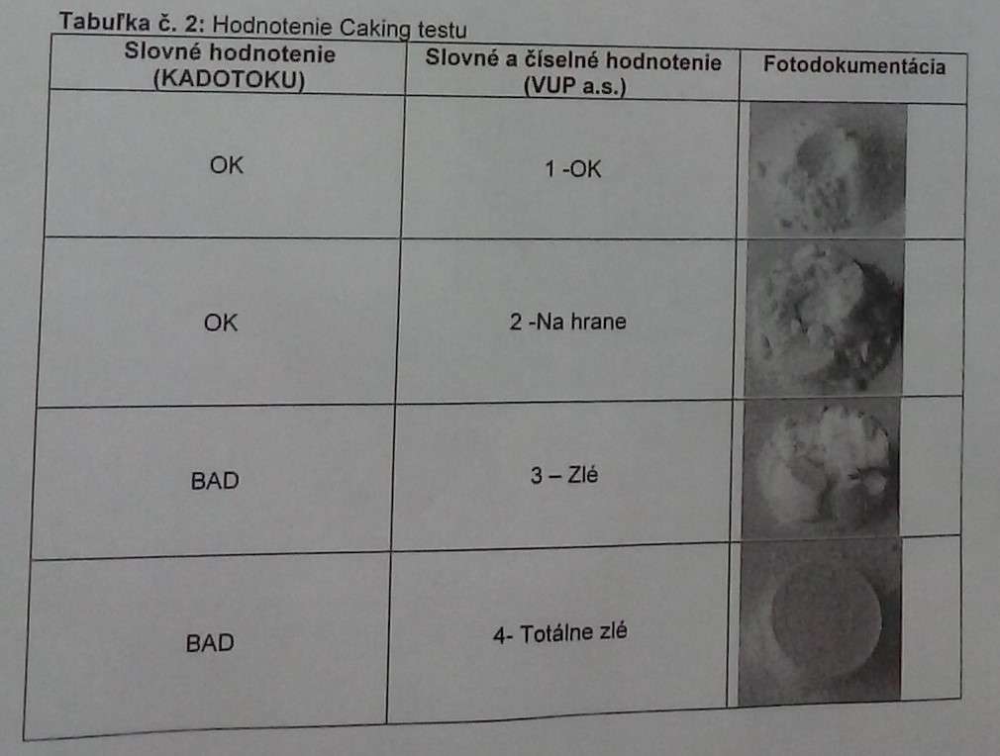 Tabuľka č. 2: Hodnotenie Caking testu
Slovné hodnotenie
(KADOTOKU)
Slovné a číselné hodnotenie
(VUP a.s.)
Fotodokumentácia
OK
1 -OK
OK
2 -Na hrane
BAD
3 – Zlé
BAD
4- Totálne zlé